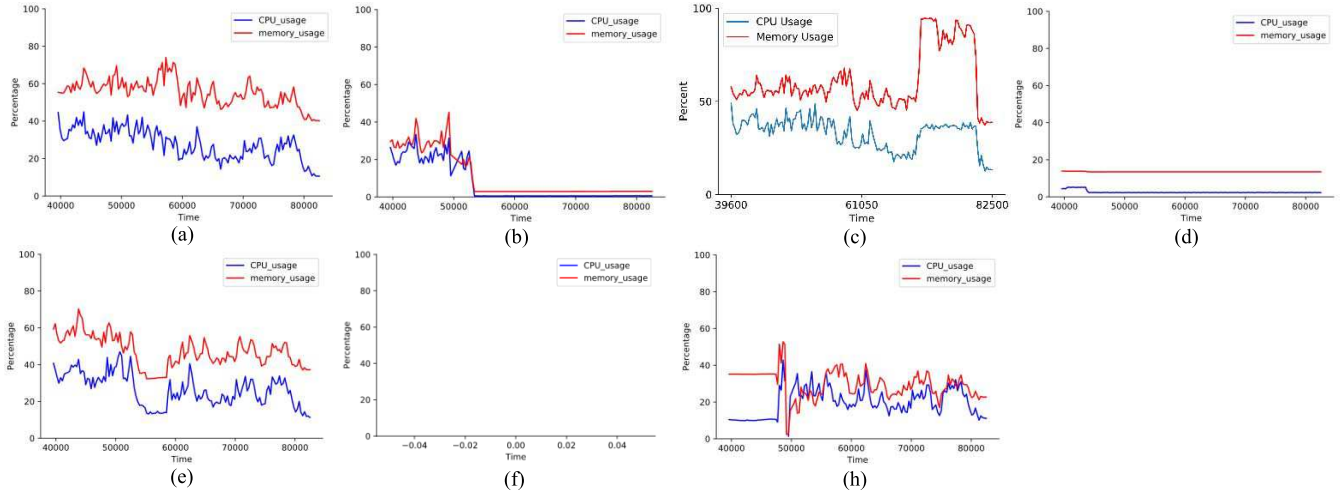 100
80
60
40
20
0
Percentage
CPU_usage
memory_usage
40000 50000 60000 70000 80000
Time
(a)
100
80
60
40
20
0
Percentage
CPU_usage
memory_usage
40000 50000 60000 70000 80000
Time
(b)
100
50
0
Percent
CPU Usage
Memory Usage
39600 61050 82500
Time
(c)
100
80
60
40
20
0
Percentage
CPU_usage
memory_usage
40000 50000 60000 70000 80000
Time
(d)
100
80
60
40
20
0
Percentage
CPU_usage
memory_usage
40000 50000 60000 70000 80000
Time
(e)
100
80
60
40
20
0
Percentage
CPU_usage
memory_usage
−0.04 −0.02 0.00 0.02 0.04
Time
(f)
100
80
60
40
20
0
Percentage
CPU_usage
memory_usage
40000 50000 60000 70000 80000
Time
(h)